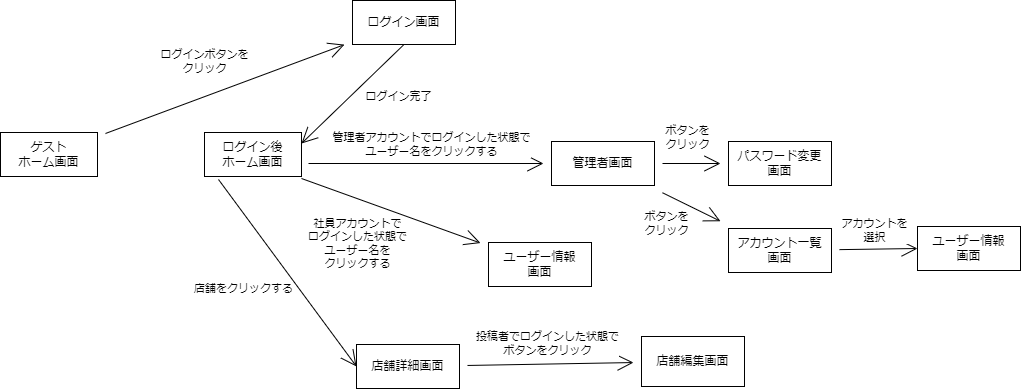 ログイン画面
ログインボタンを
クリック
ログイン完了
ゲスト
ホーム画面
ログイン後
ホーム画面
管理者アカウントでログインした状態で
ユーザー名をクリックする
管理者画面
ボタンを
クリック
パスワード変更
画面
ボタンを
クリック
アカウント一覧
画面
アカウントを
選択
ユーザー情報
画面
社員アカウントで
ログインした状態で
ユーザー名を
クリックする
ユーザー情報
画面
店舗をクリックする
店舗詳細画面
投稿者でログインした状態で
ボタンをクリック
店舗編集画面